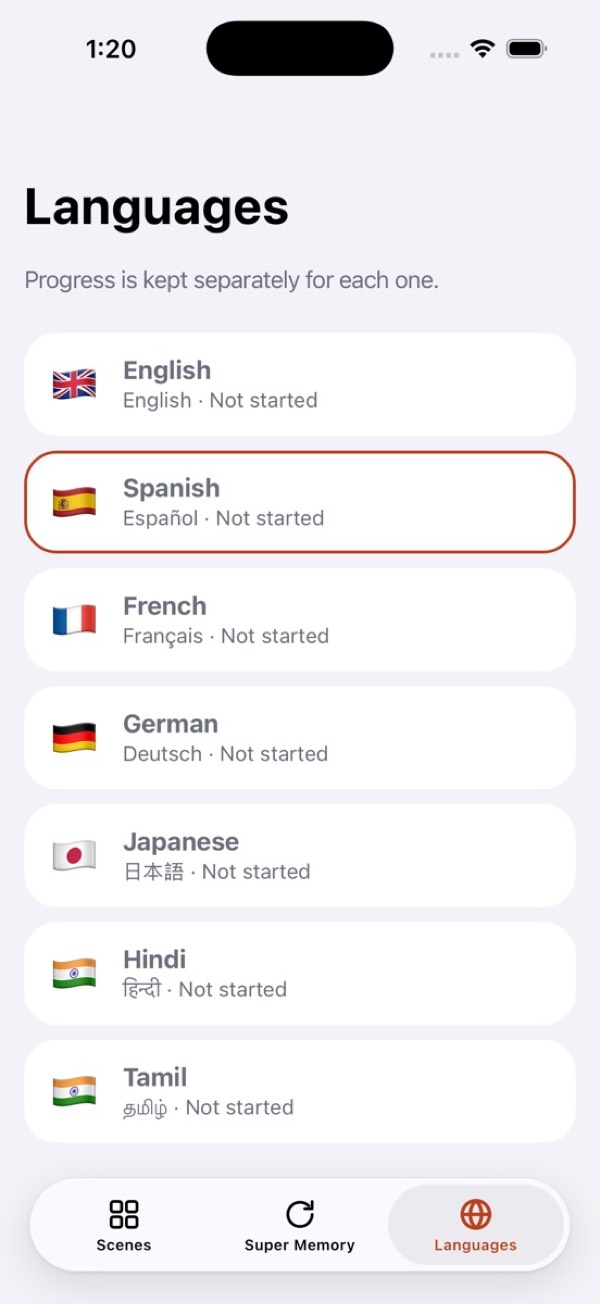 1:20
Languages
Progress is kept separately for each one.
English
English · Not started
Spanish
Español · Not started
French
Français · Not started
German
Deutsch · Not started
Japanese
日本語 · Not started
Hindi
हिन्दी · Not started
Tamil
தமிழ் · Not started
Scenes
Super Memory
Languages